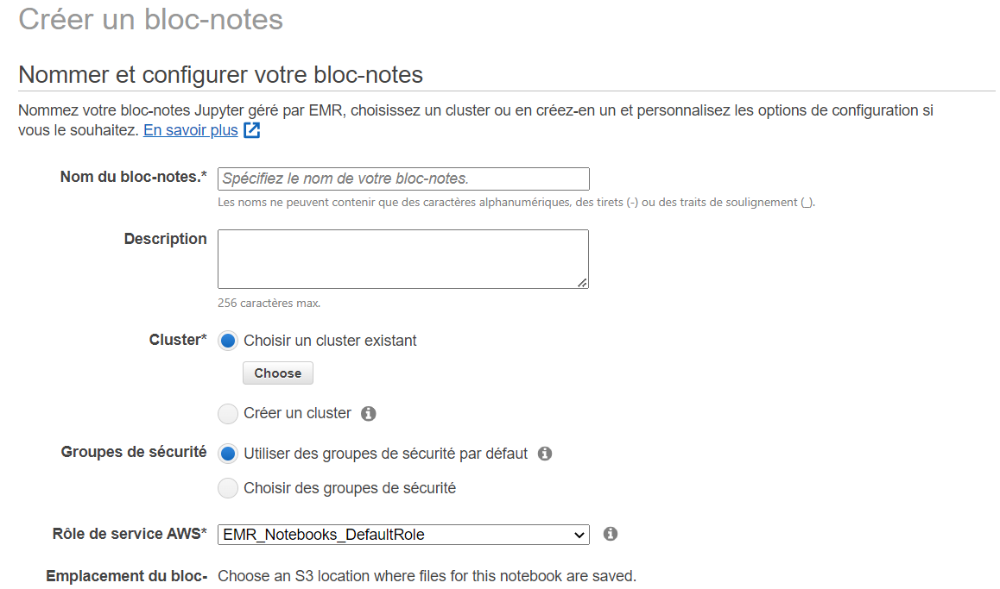 Créer un bloc-notes
Nommer et configurer votre bloc-notes
Nommez votre bloc-notes Jupyter géré par EMR, choisissez un cluster ou en créez-en un et personnalisez les options de configuration si
vous le souhaitez. En savoir plus
Nom du bloc-notes.* Spécifiez le nom de votre bloc-notes.
Les noms ne peuvent contenir que des caractères alphanumériques, des tirets (-) ou des traits de soulignement (_).
Description
256 caractères max.
Cluster* Choisir un cluster existant
Choose
Créer un cluster
Groupes de sécurité Utiliser des groupes de sécurité par défaut
Choisir des groupes de sécurité
Rôle de service AWS* EMR_Notebooks_DefaultRole
Emplacement du bloc- Choose an S3 location where files for this notebook are saved.